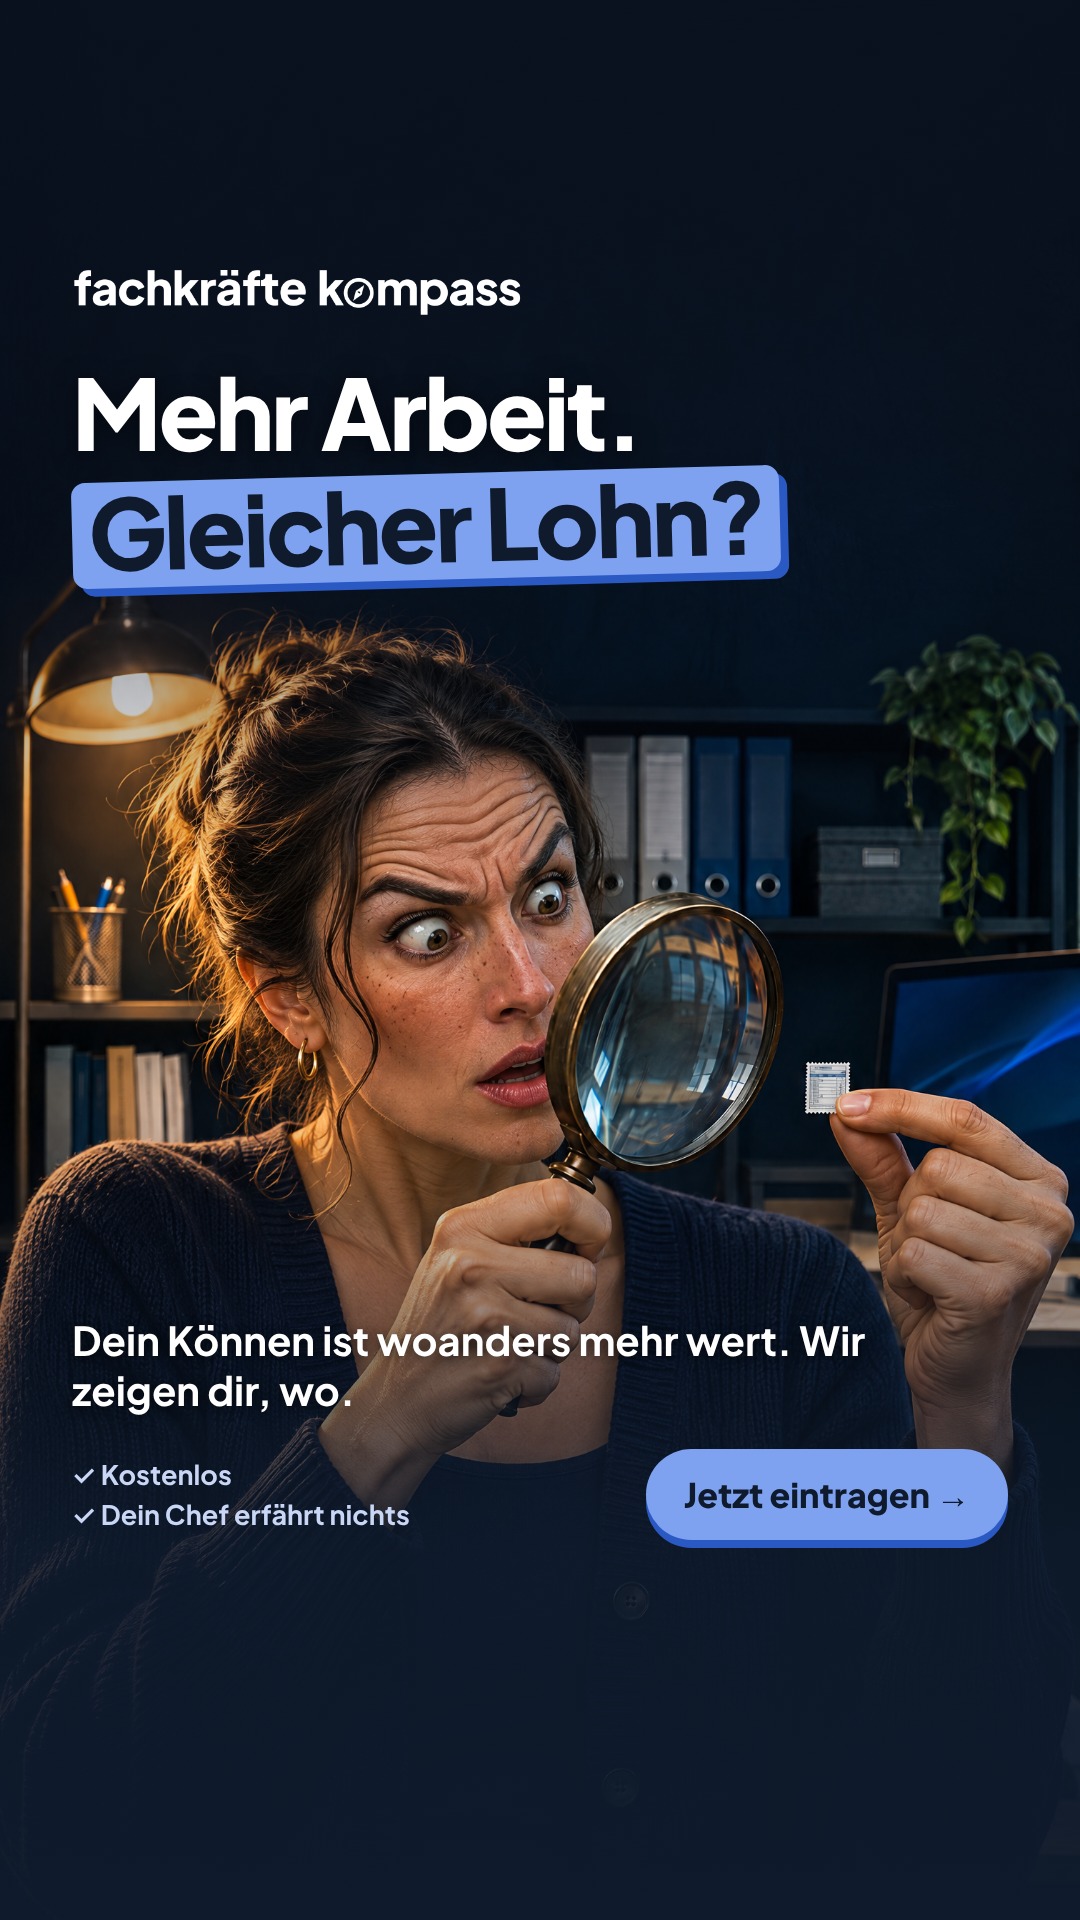 fachkräfte kompass
Mehr Arbeit.
Gleicher Lohn?
Dein Können ist woanders mehr wert. Wir
zeigen dir, wo.
✓ Kostenlos
✓ Dein Chef erfährt nichts
Jetzt eintragen →